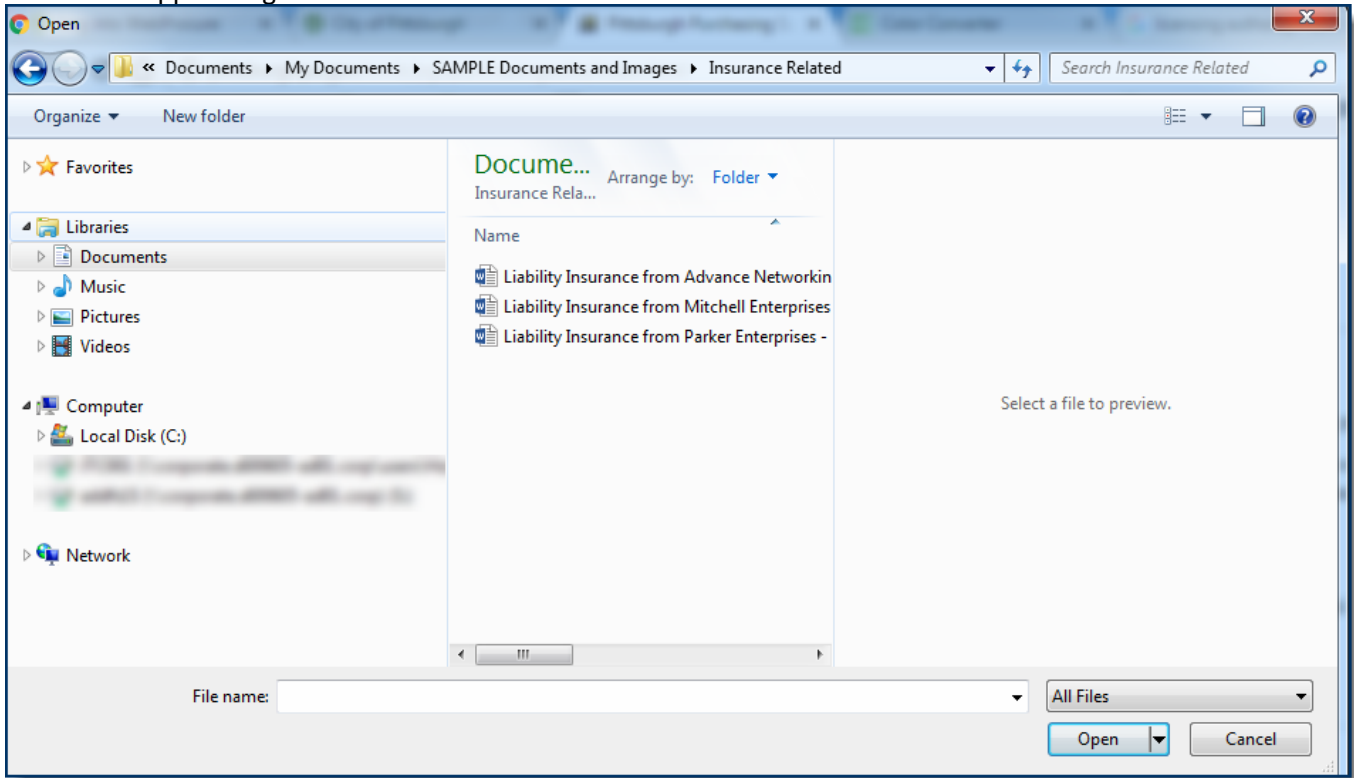 Open
« Documents ▸ My Documents ▸ SAMPLE Documents and Images ▸ Insurance Related
Search Insurance Related
Organize
New folder
Favorites
Libraries
Documents
Music
Pictures
Videos
Computer
Local Disk (C:)
Network
Docume...
Insurance Rela...
Arrange by: Folder
Name
Liability Insurance from Advance Networkin
Liability Insurance from Mitchell Enterprises
Liability Insurance from Parker Enterprises -
Select a file to preview.
File name:
All Files
Open
Cancel